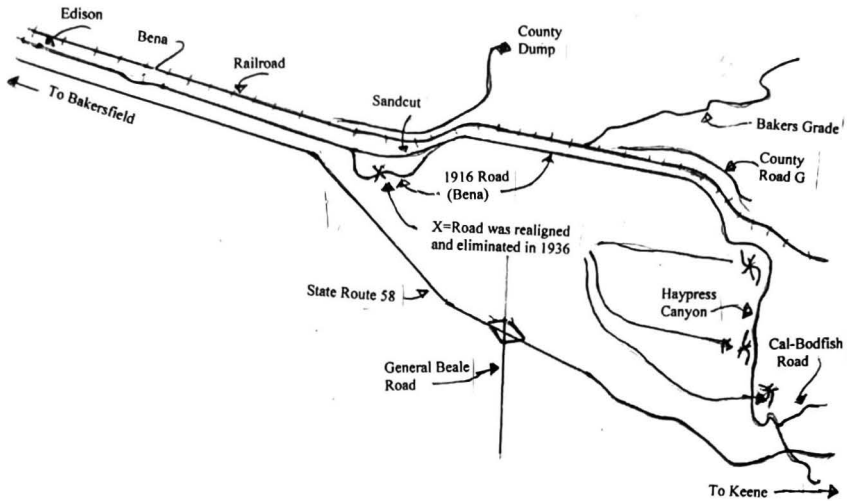 Edison
Bena
Railroad
County
Dump
To Bakersfield
Sandcut
Bakers Grade
County
Road G
1916 Road
(Bena)
X=Road was realigned
and eliminated in 1936
State Route 58
Haypress
Canyon
Cal-Bodfish
Road
General Beale
Road
To Keene